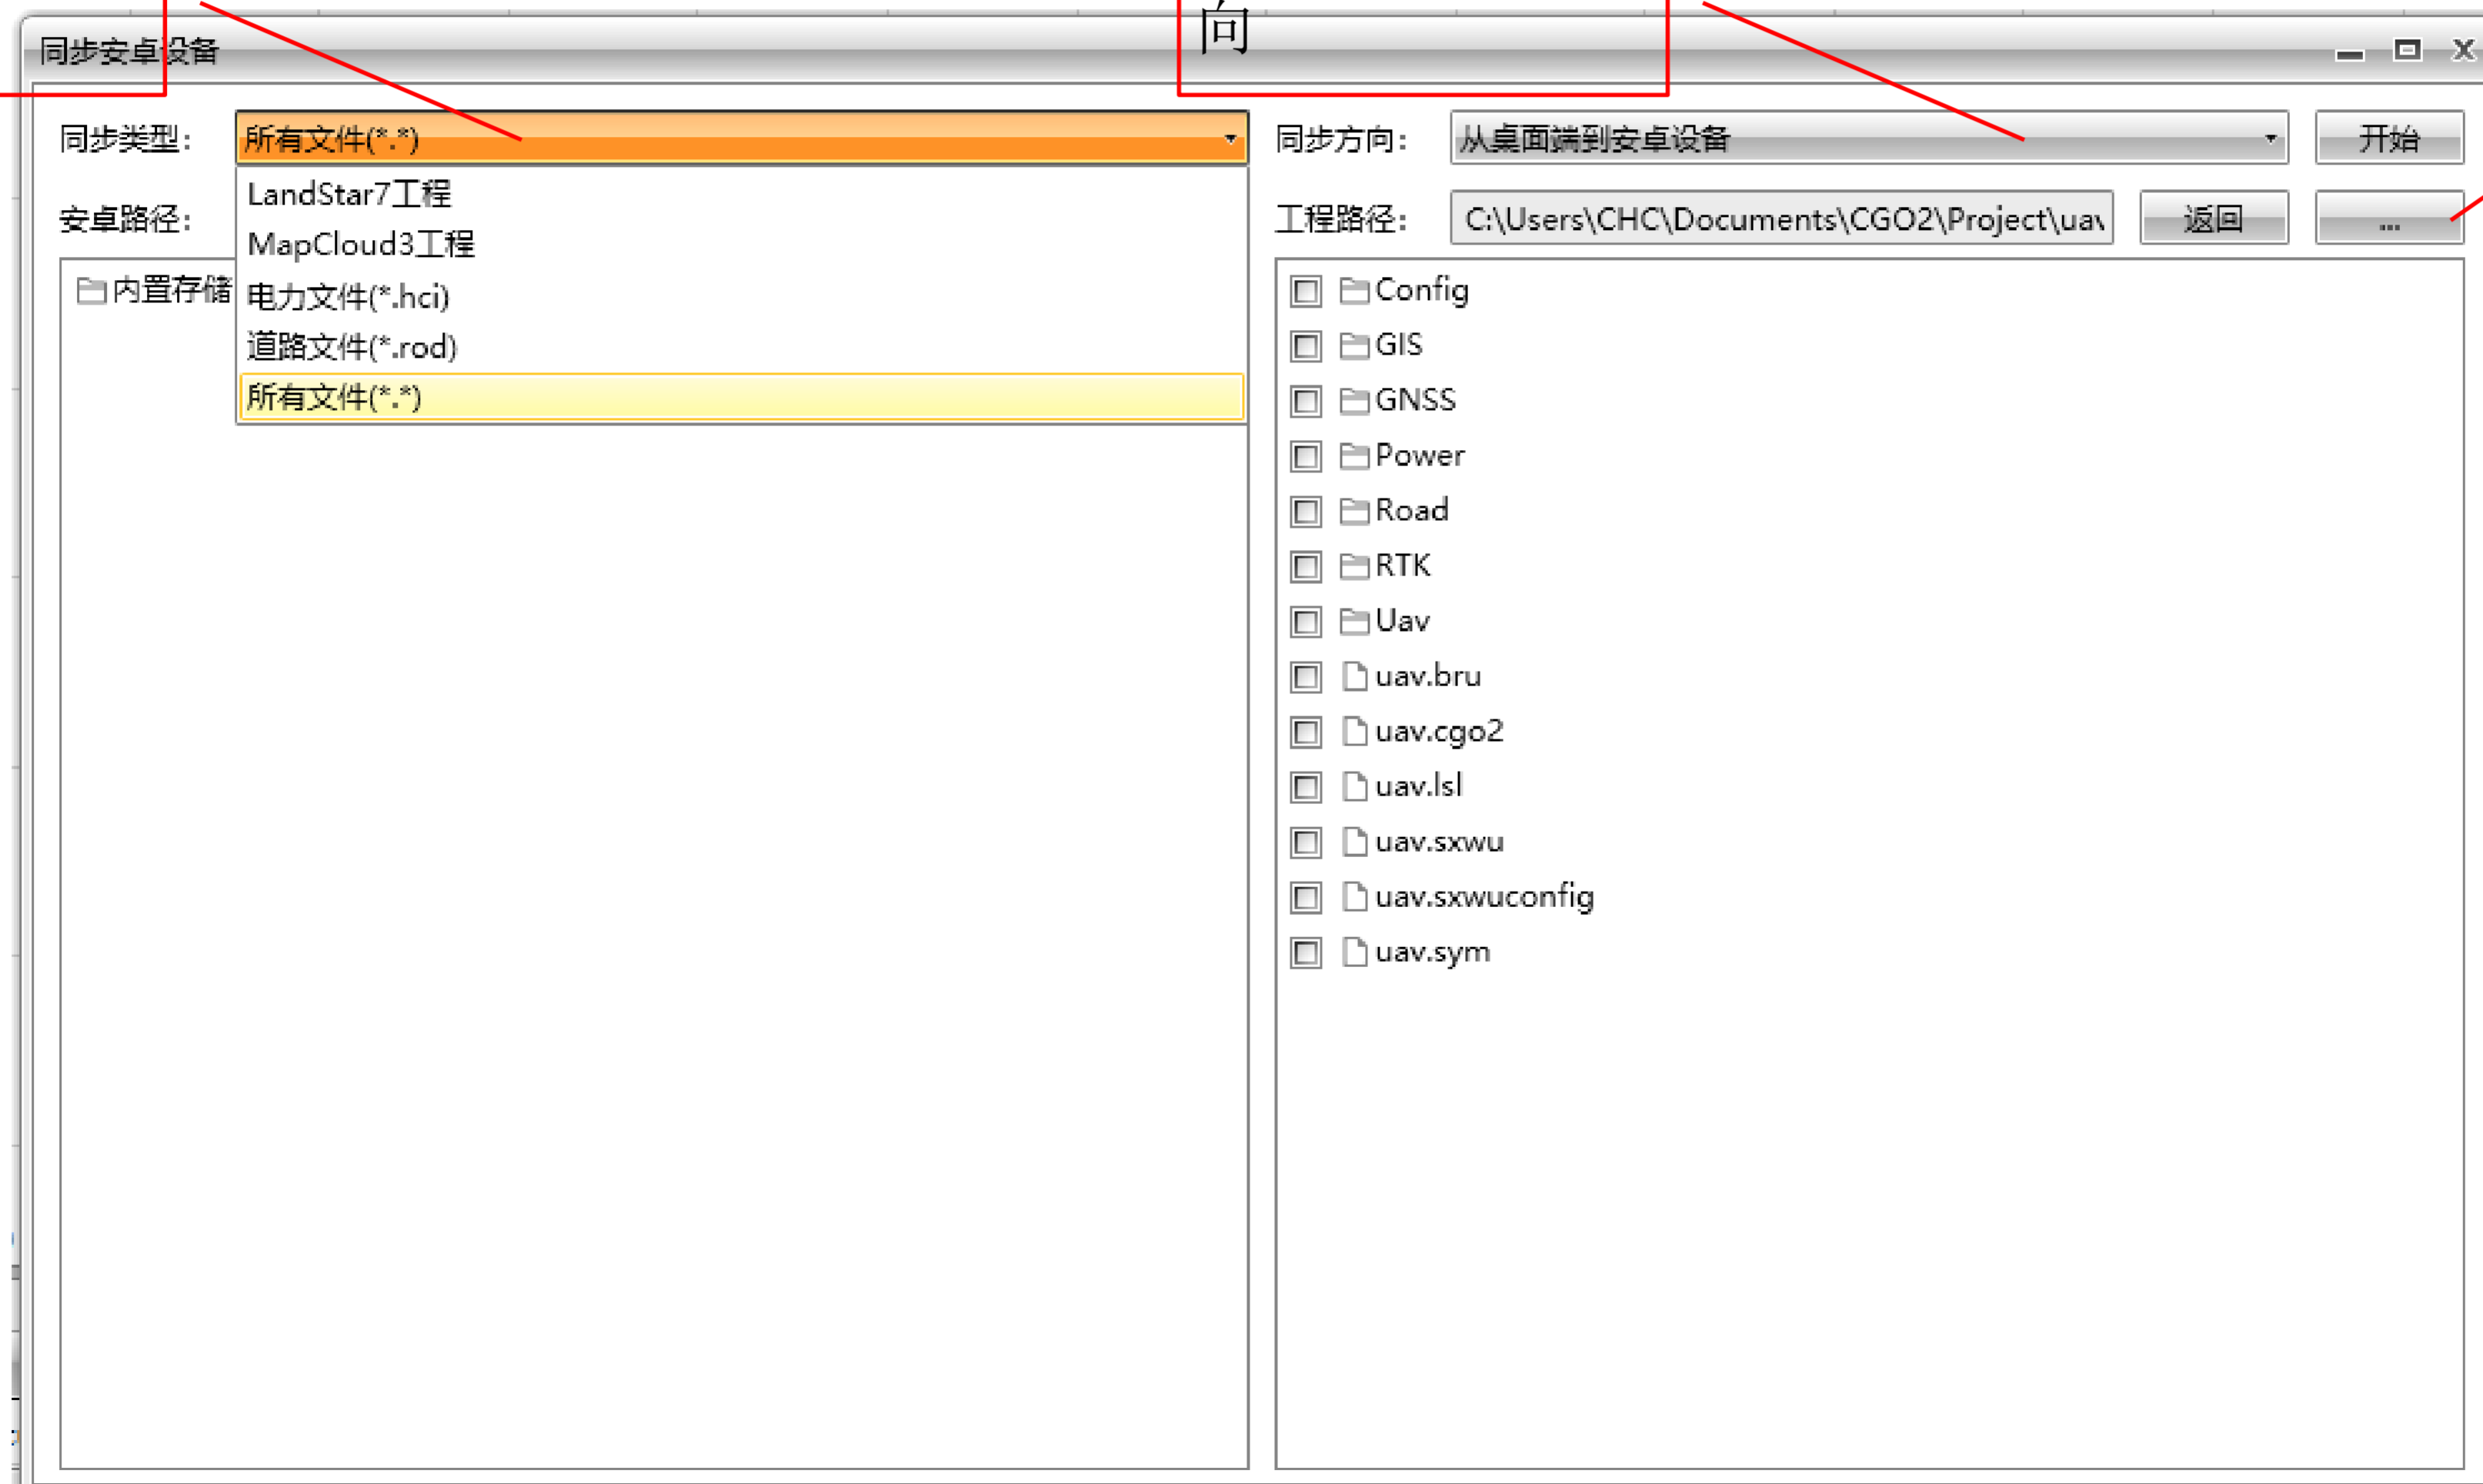 向
同步安卓设备
同步类型: 所有文件(*.*) 同步方向: 从桌面端到安卓设备 开始
安卓路径: 工程路径: C:\Users\CHC\Documents\CGO2\Project\uav 返回 ...
LandStar7工程
MapCloud3工程
电力文件(*.hci)
道路文件(*.rod)
所有文件(*.*)
内置存储
Config
GIS
GNSS
Power
Road
RTK
Uav
uav.bru
uav.cgo2
uav.lsl
uav.sxwu
uav.sxwuconfig
uav.sym